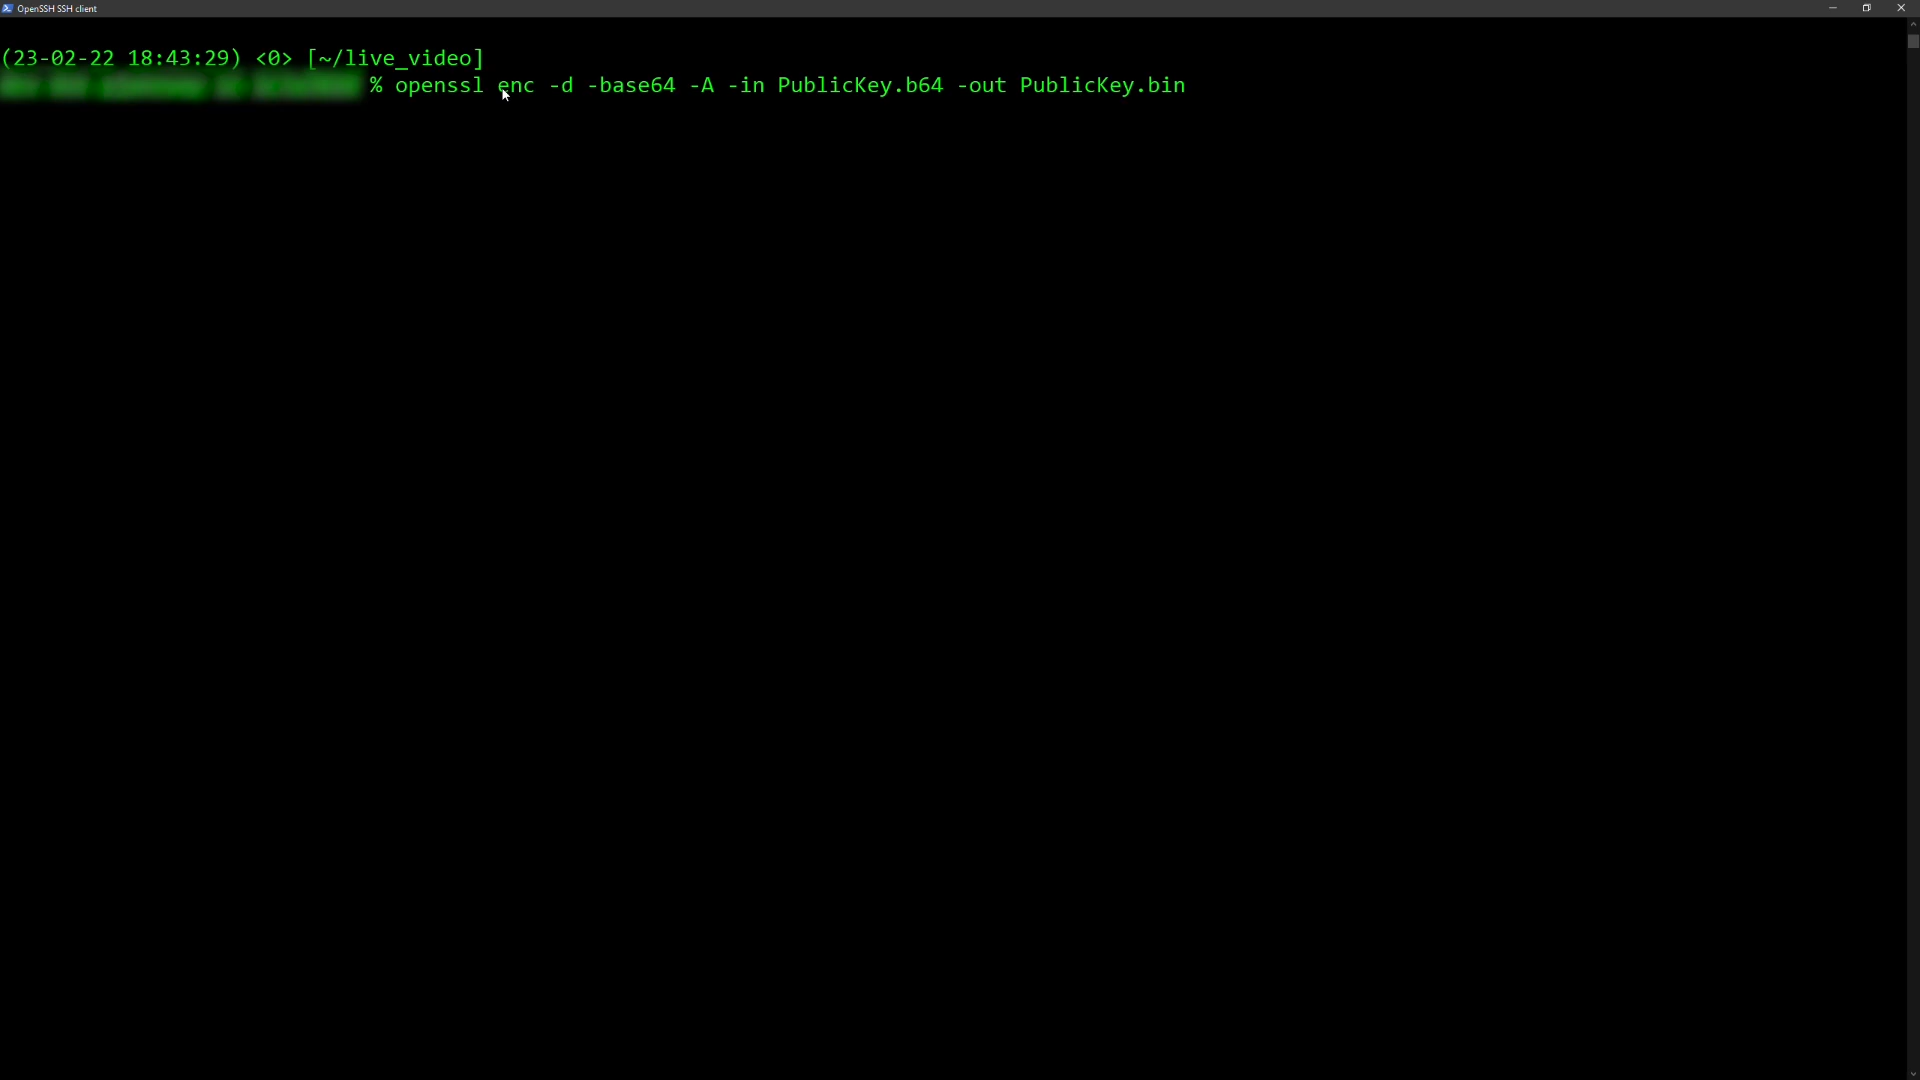 OpenSSH SSH client
(23-02-22 18:43:29) <0> [~/live_video]
% openssl enc -d -base64 -A -in PublicKey.b64 -out PublicKey.bin